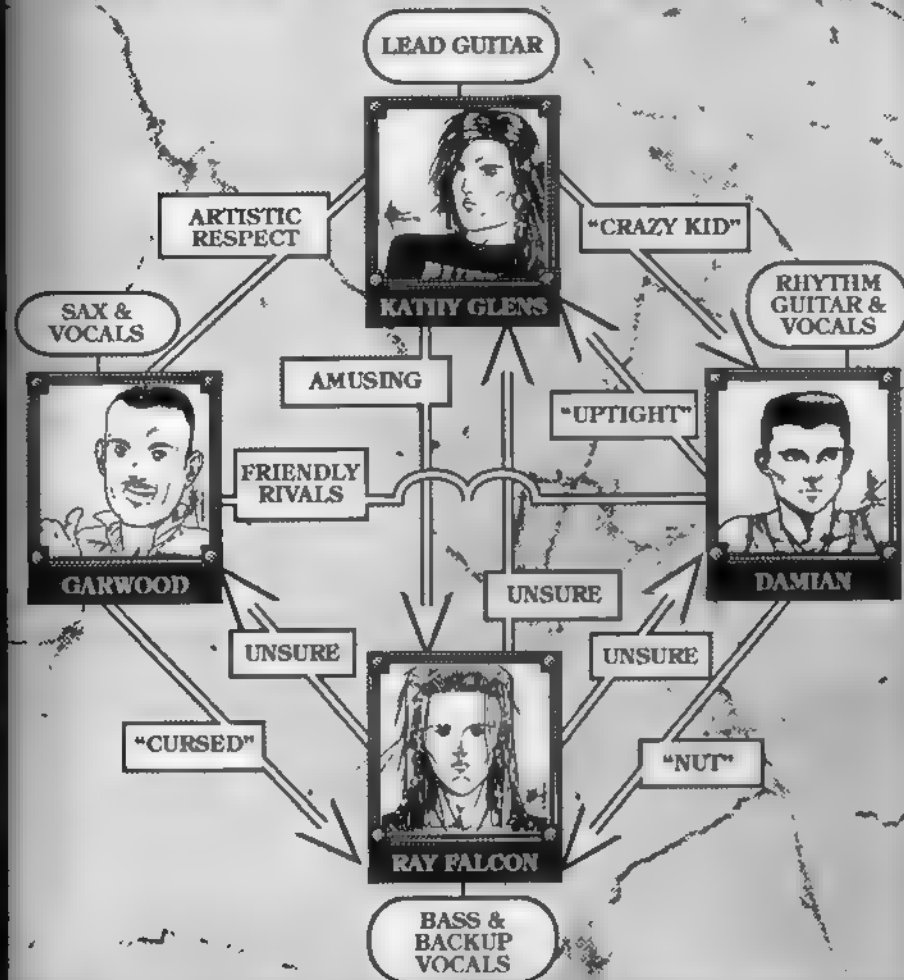 LEAD GUITAR
KATHY GLENS
ARTISTIC
RESPECT
"CRAZY KID"
SAX &
VOCALS
RHYTHM
GUITAR &
VOCALS
AMUSING
"UPTIGHT"
FRIENDLY
RIVALS
GARWOOD
DAMIAN
UNSURE
UNSURE
UNSURE
"CURSED"
"NUT"
RAY FALCON
BASS &
BACKUP
VOCALS